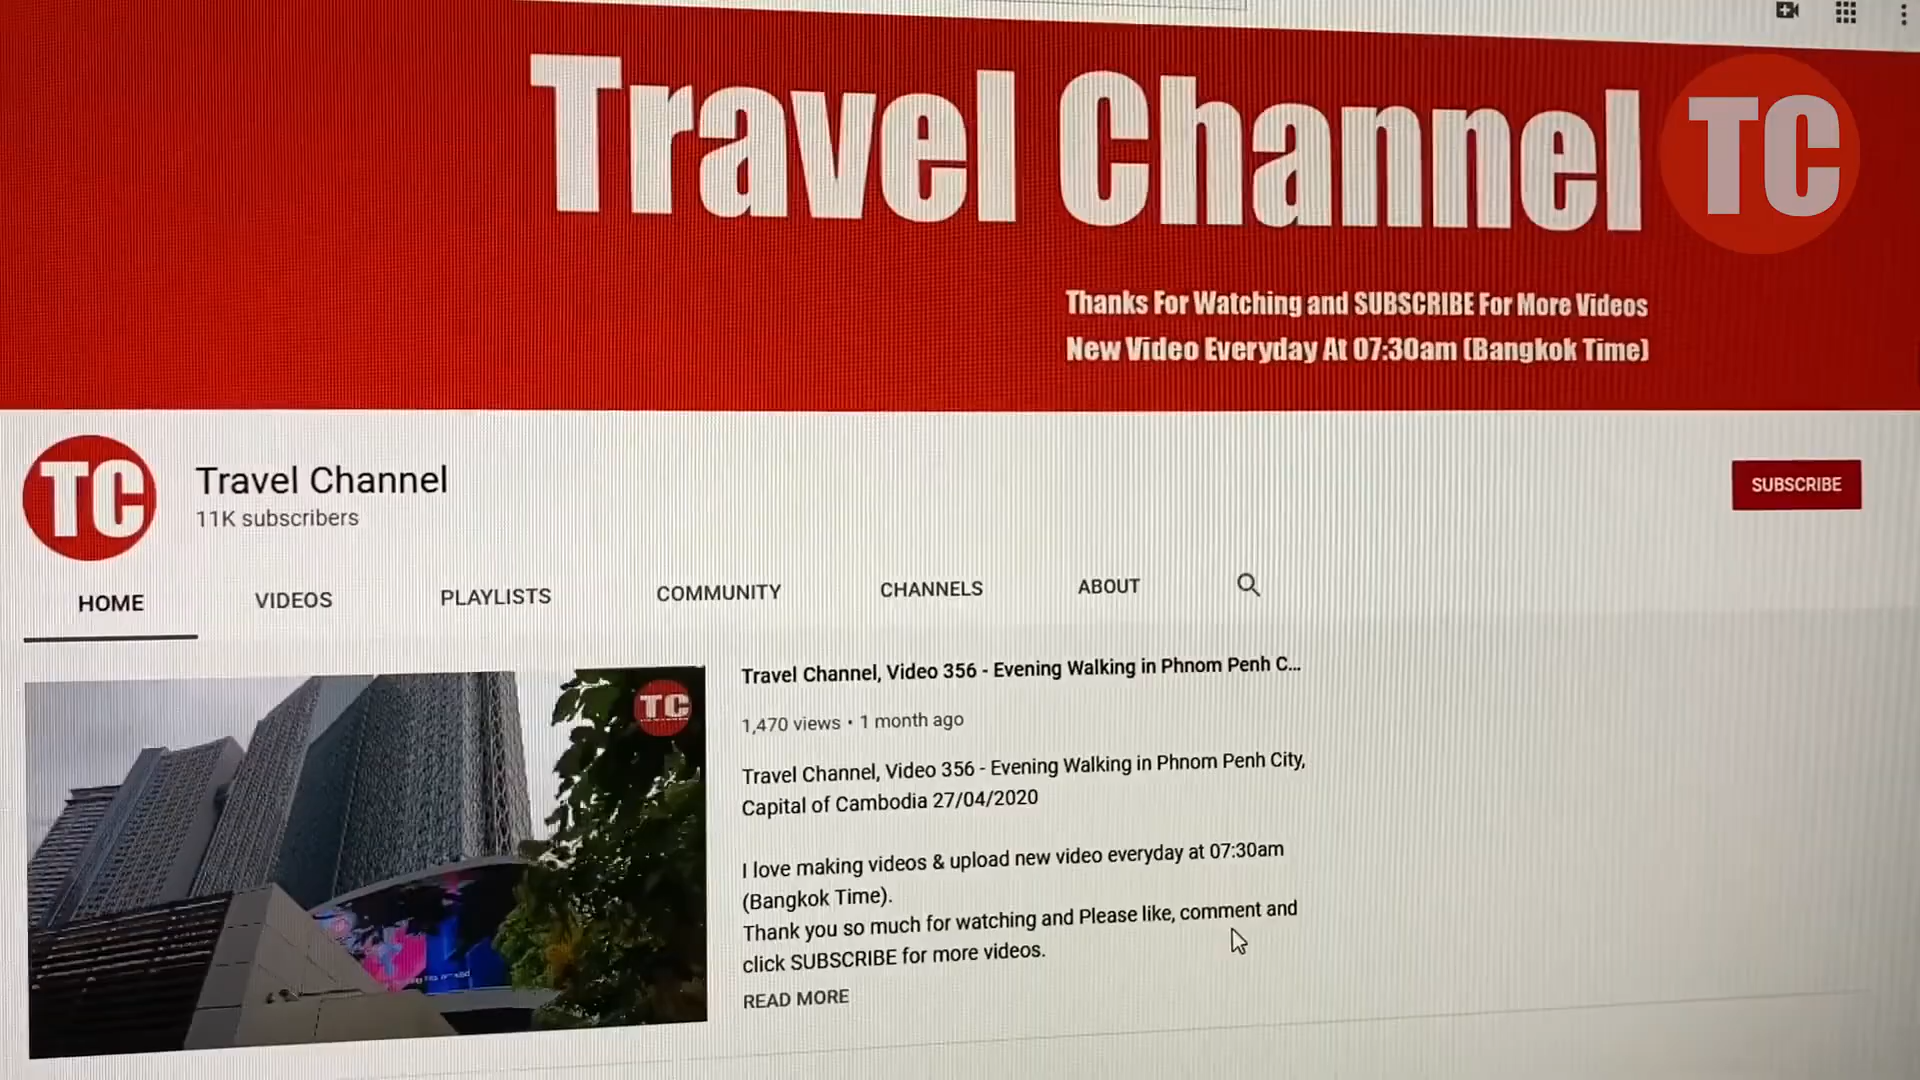 Travel Channel
TC
Thanks For Watching and SUBSCRIBE For More Videos
New Video Everyday At 07:30am (Bangkok Time)
TC
Travel Channel
11K subscribers
SUBSCRIBE
HOME
VIDEOS
PLAYLISTS
COMMUNITY
CHANNELS
ABOUT
TC
Travel Channel, Video 356 - Evening Walking in Phnom Penh C...
1,470 views • 1 month ago
Travel Channel, Video 356 - Evening Walking in Phnom Penh City,
Capital of Cambodia 27/04/2020
I love making videos & upload new video everyday at 07:30am
(Bangkok Time).
Thank you so much for watching and Please like, comment and
click SUBSCRIBE for more videos.
READ MORE